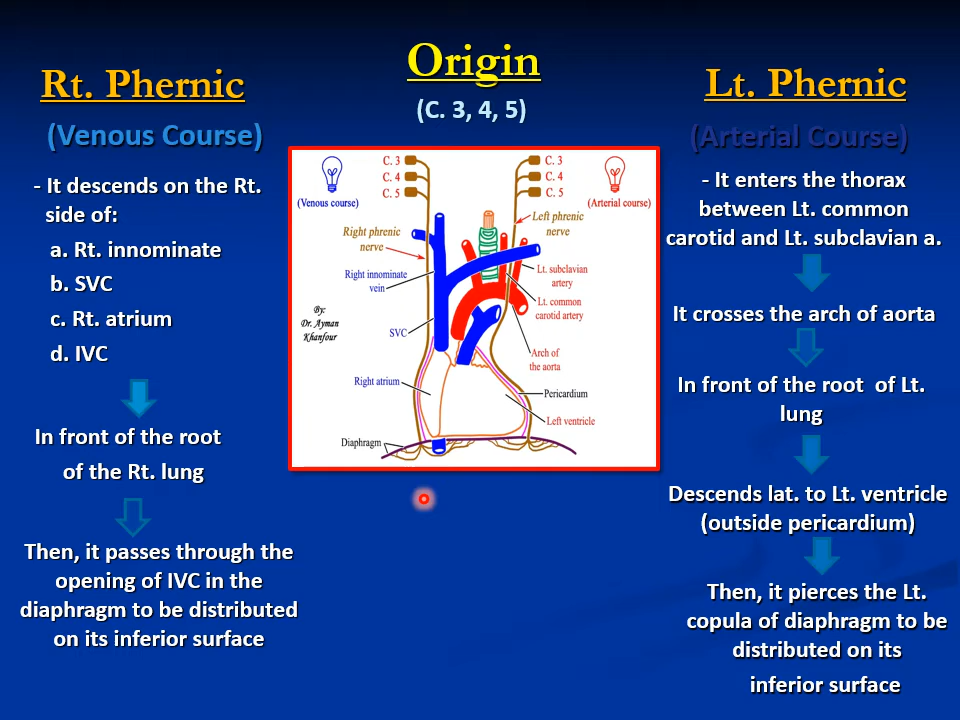 Origin
(C. 3, 4, 5)
Rt. Phernic
(Venous Course)
- It descends on the Rt.
side of:
a. Rt. innominate
b. SVC
c. Rt. atrium
d. IVC
In front of the root
of the Rt. lung
Then, it passes through the
opening of IVC in the
diaphragm to be distributed
on its inferior surface
C. 3
C. 4
C. 5
(Venous course)
C. 3
C. 4
C. 5
(Arterial course)
Right phrenic
nerve
Left phrenic
nerve
Right innominate
vein
Lt. subclavian
artery
Lt. common
carotid artery
By:
Dr. Ayman
Khanfour
SVC
Arch of
the aorta
Right atrium
Pericardium
Left ventricle
Diaphragm
Lt. Phernic
(Arterial Course)
- It enters the thorax
between Lt. common
carotid and Lt. subclavian a.
It crosses the arch of aorta
In front of the root of Lt.
lung
Descends lat. to Lt. ventricle
(outside pericardium)
Then, it pierces the Lt.
copula of diaphragm to be
distributed on its
inferior surface